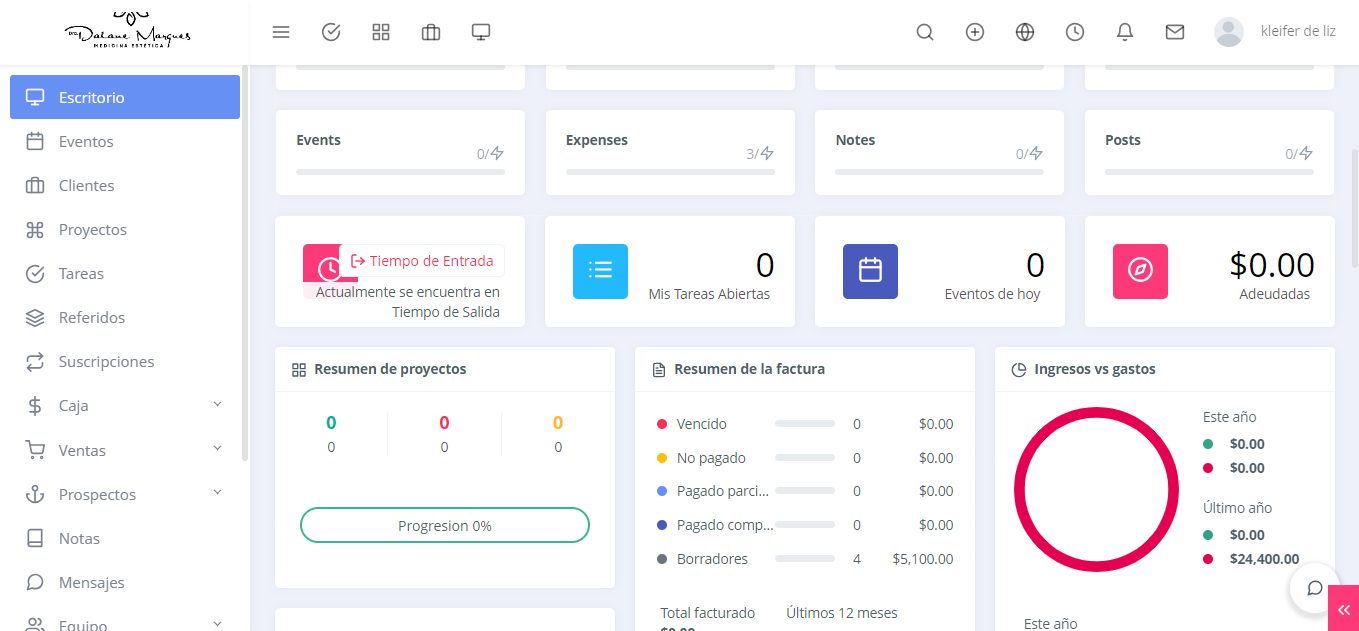 Dra. Daiane Marques
MEDICINA ESTÉTICA
kleifer de liz
Escritorio
Eventos
Clientes
Proyectos
Tareas
Referidos
Suscripciones
Caja
Ventas
Prospectos
Notas
Mensajes
Equipo
Events
0/
Expenses
3/
Notes
0/
Posts
0/
Tiempo de Entrada
Actualmente se encuentra en
Tiempo de Salida
0
Mis Tareas Abiertas
0
Eventos de hoy
$0.00
Adeudadas
Resumen de proyectos
0 0 0
0 0 0
Progresion 0%
Resumen de la factura
Vencido 0 $0.00
No pagado 0 $0.00
Pagado parci... 0 $0.00
Pagado comp... 0 $0.00
Borradores 4 $5,100.00
Total facturado Últimos 12 meses
$0.00
Ingresos vs gastos
Este año
$0.00
$0.00
Último año
$0.00
$24,400.00
Este año